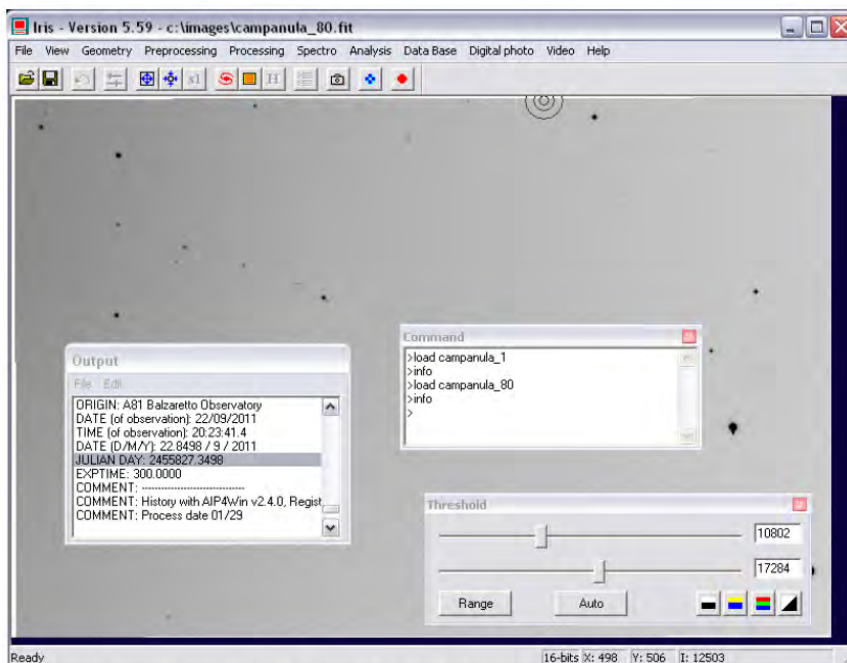 Iris - Version 5.59 - c:\images\campanula_80.fit
File View Geometry Preprocessing Processing Spectro Analysis Data Base Digital photo Video Help
x1 H
Command
>load campanula_1
>info
>load campanula_80
>info
>
Output
File Edit
ORIGIN: A81 Balzaretto Observatory
DATE (of observation): 22/09/2011
TIME (of observation): 20:23:41.4
DATE (D/M/Y): 22.8498 / 9 / 2011
JULIAN DAY: 2455827.3498
EXPTIME: 300.0000
COMMENT: -----------------------------
COMMENT: History with AIP4Win v2.4.0, Regist
COMMENT: Process date 01/29
Threshold
10802
17284
Range Auto
Ready 16-bits X: 498 Y: 506 I: 12503